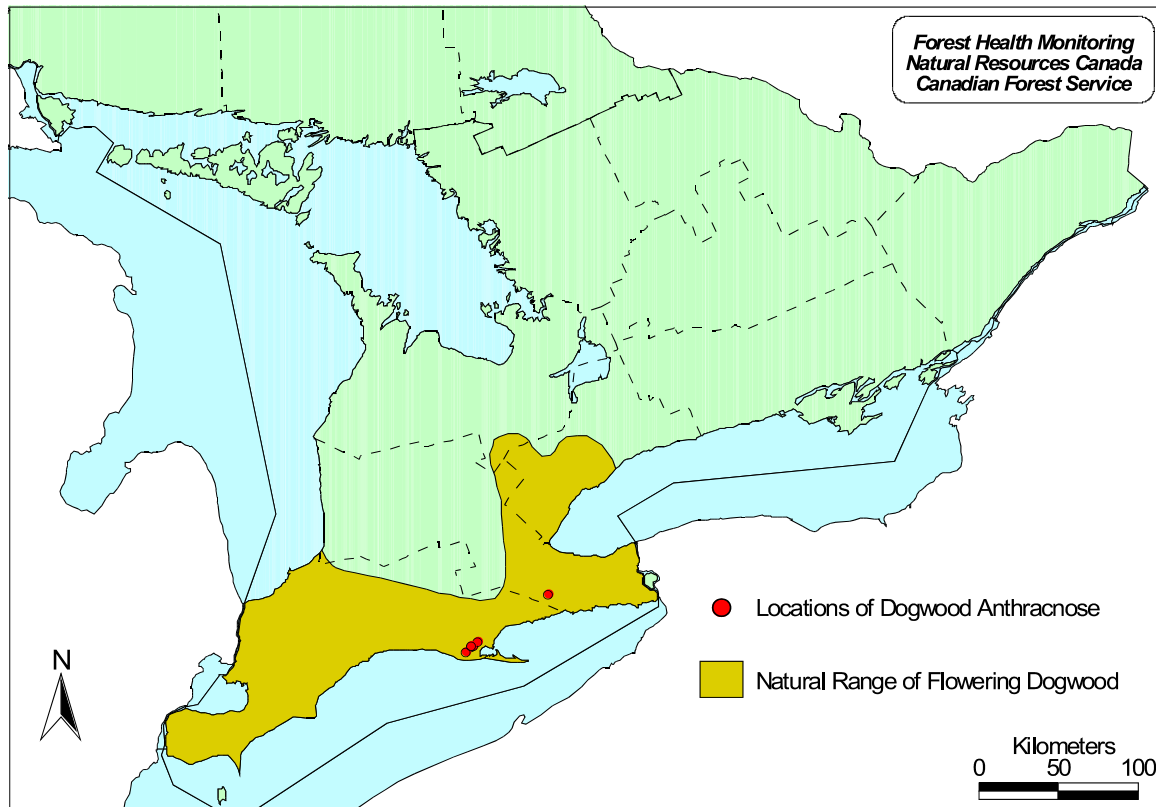 Forest Health Monitoring
Natural Resources Canada
Canadian Forest Service
Locations of Dogwood Anthracnose
N
Natural Range of Flowering Dogwood
Kilometers
0 50 100